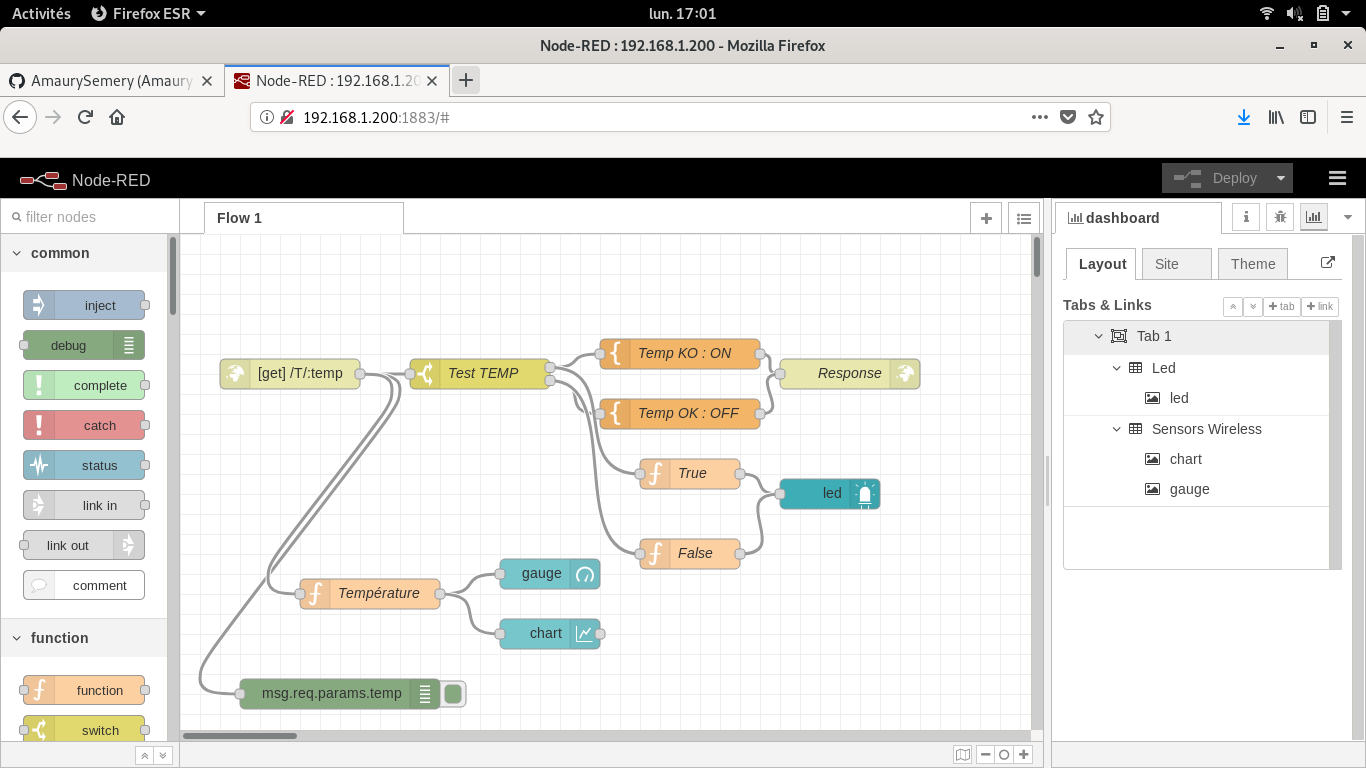 Activités Firefox ESR lun. 17:01
Node-RED : 192.168.1.200 - Mozilla Firefox
AmaurySemery (Amaury Node-RED : 192.168.1.20
192.168.1.200:1883/#
Node-RED Deploy
filter nodes
Flow 1
dashboard
common
inject
debug
complete
catch
status
link in
link out
comment
function
function
switch
[get] /T/:temp
Test TEMP
Temp KO : ON
Temp OK : OFF
Response
True
False
led
Température
gauge
chart
msg.req.params.temp
Layout Site Theme
Tabs & Links tab link
Tab 1
Led
led
Sensors Wireless
chart
gauge